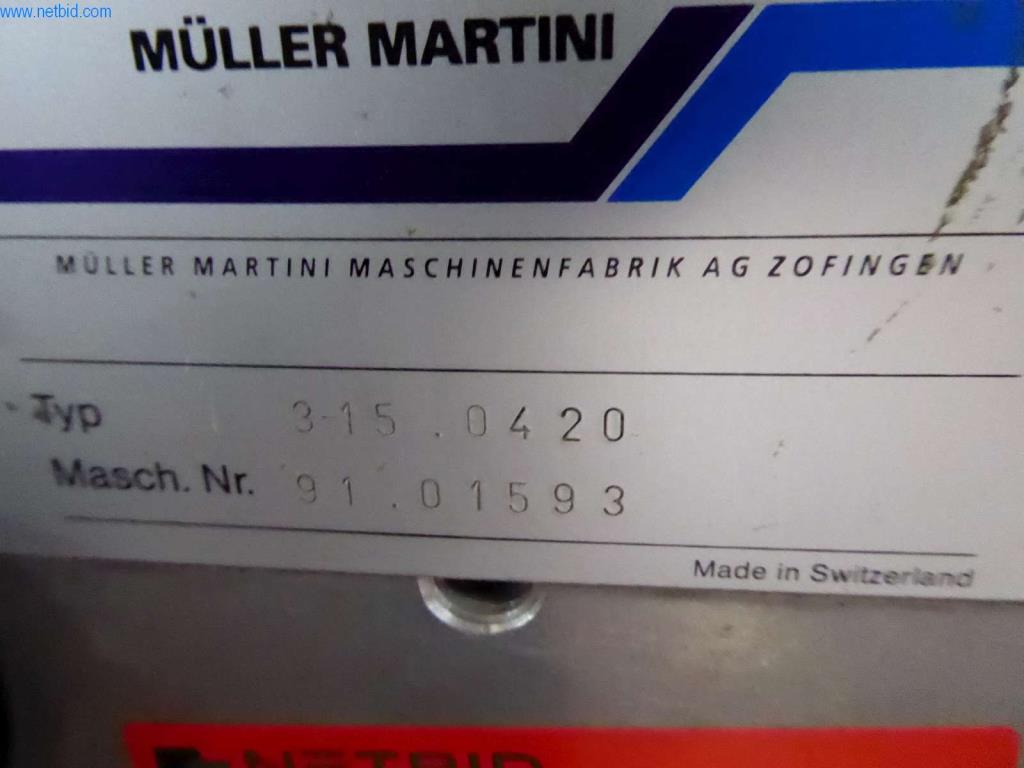 www.netbid.com
MÜLLER MARTINI
MÜLLER MARTINI MASCHINENFABRIK AG ZOFINGEN
Typ 3-15.0420
Masch. Nr. 91.01593
Made in Switzerland
NETBID